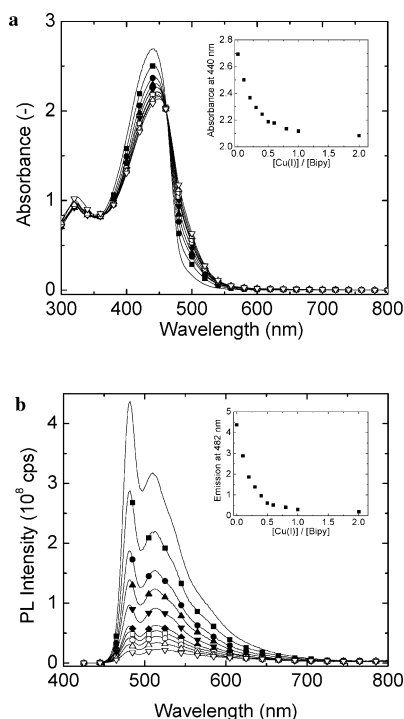 a
Absorbance (-)
3
2
1
0
300 400 500 600 700 800
Wavelength (nm)
Absorbance at 440 nm
2.8
2.6
2.4
2.2
2.0
0.0 0.5 1.0 1.5 2.0
[Cu(I)] / [Bipy]
b
PL Intensity (10⁸ cps)
4
3
2
1
0
400 500 600 700 800
Wavelength (nm)
Emission at 482 nm
5
4
3
2
1
0
0.0 0.5 1.0 1.5 2.0
[Cu(I)] / [Bipy]